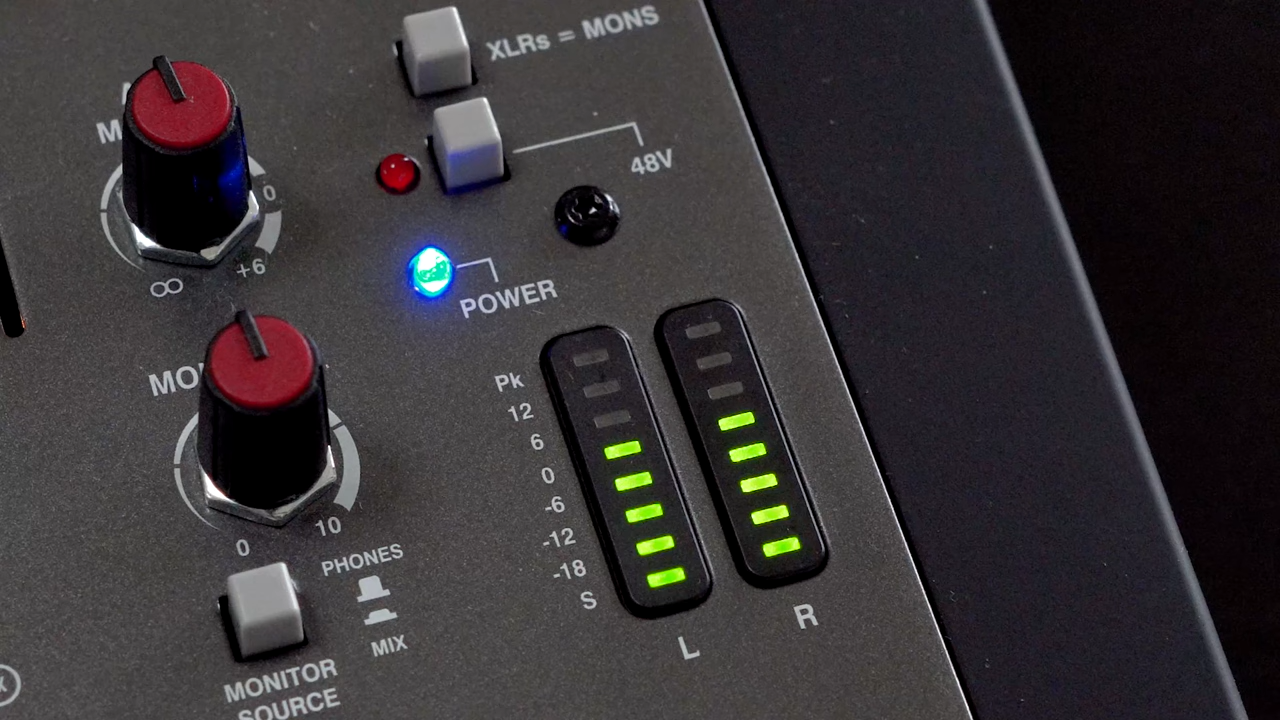 XLRs = MONS
48V
0
+6
∞
POWER
Pk
12
6
0
-6
-12
-18
S
L
R
0
10
PHONES
MIX
MONITOR
SOURCE